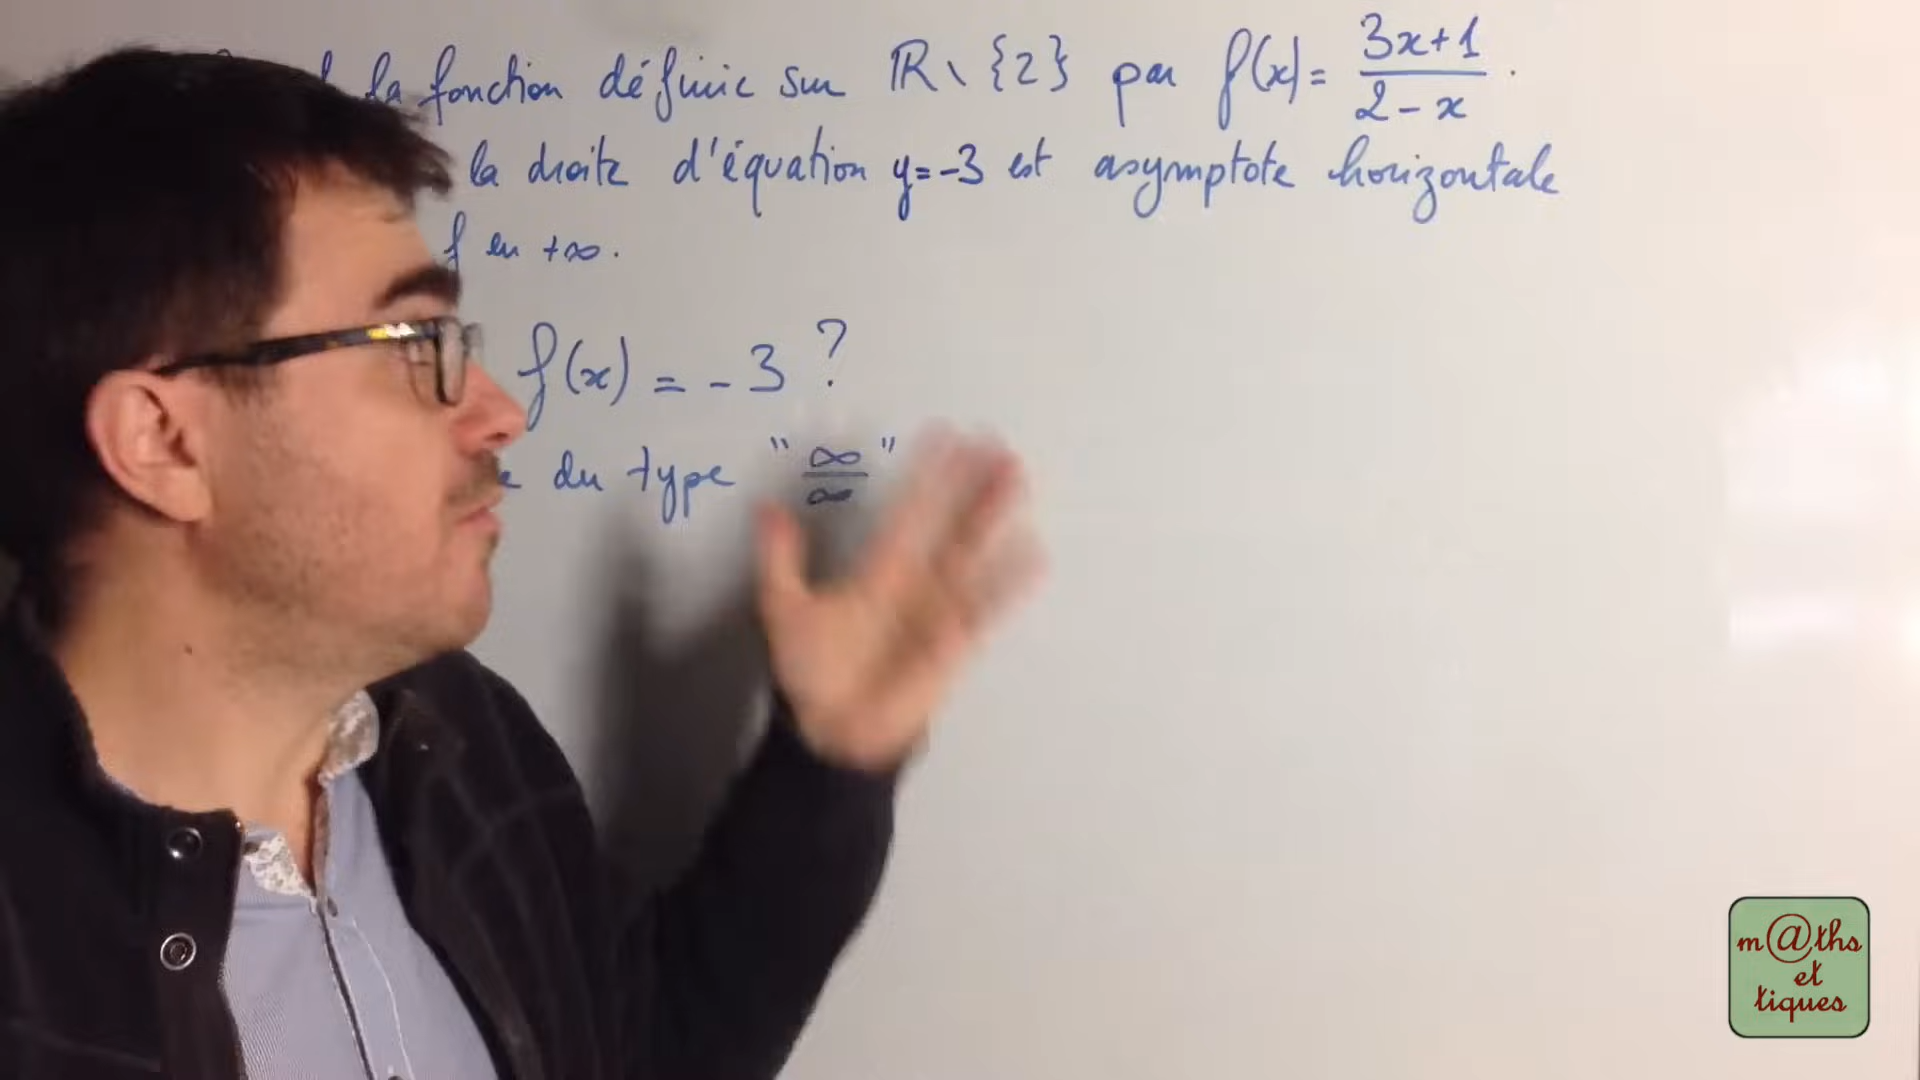 la fonction définie sur ℝ \ {2} par f(x) = (3x+1)/(2-x).
la droite d'équation y=-3 est asymptote horizontale
f en +∞.
f(x) = -3 ?
du type "∞/∞"
m@ths
et
tiques